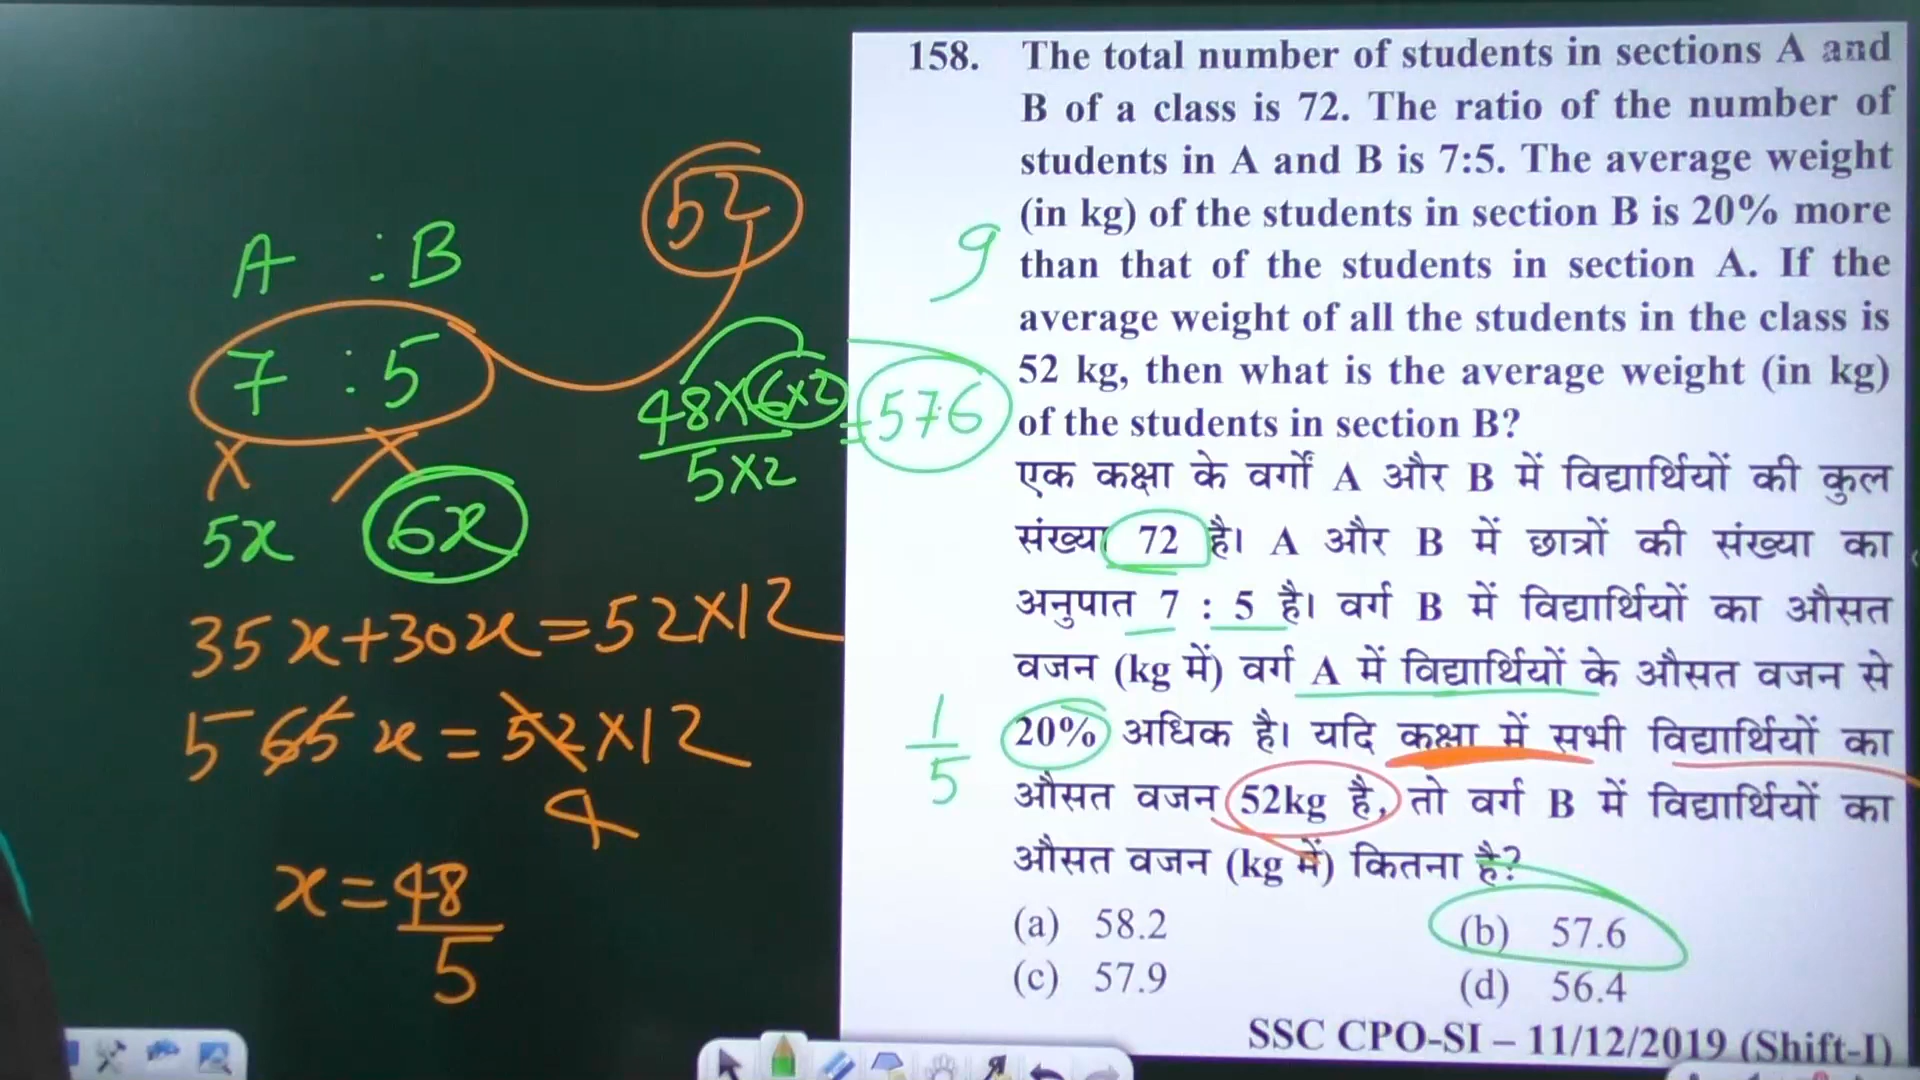 A : B
52
7 : 5
5x 6x
48×6×2
5×2
=57.6
35x+30x=52×12
5 65 x = 52×12
4
x=48
5
9
1
5
158. The total number of students in sections A and
B of a class is 72. The ratio of the number of
students in A and B is 7:5. The average weight
(in kg) of the students in section B is 20% more
than that of the students in section A. If the
average weight of all the students in the class is
52 kg, then what is the average weight (in kg)
of the students in section B?
एक कक्षा के वर्गों A और B में विद्यार्थियों की कुल
संख्या 72 है। A और B में छात्रों की संख्या का
अनुपात 7 : 5 है। वर्ग B में विद्यार्थियों का औसत
वजन (kg में) वर्ग A में विद्यार्थियों के औसत वजन से
20% अधिक है। यदि कक्षा में सभी विद्यार्थियों का
औसत वजन 52kg है, तो वर्ग B में विद्यार्थियों का
औसत वजन (kg में) कितना है?
(a) 58.2 (b) 57.6
(c) 57.9 (d) 56.4
SSC CPO-SI – 11/12/2019 (Shift-I)